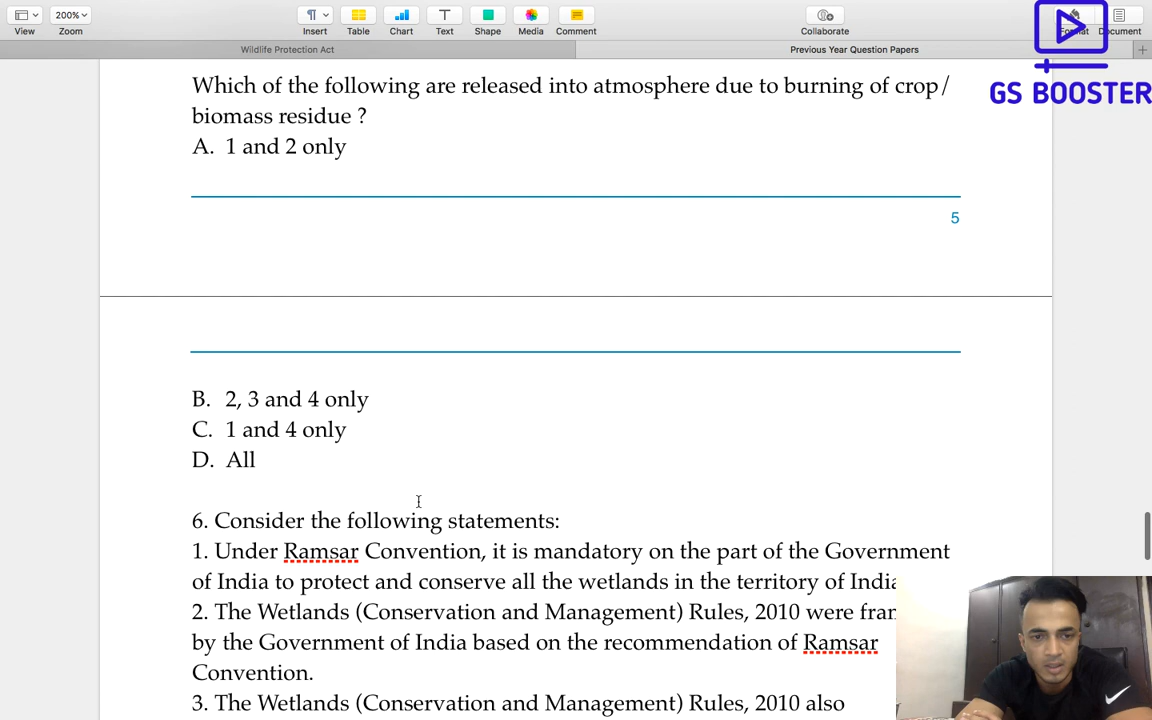 View
200%
Zoom
Insert
Table
Chart
Text
Shape
Media
Comment
Collaborate
Document
Wildlife Protection Act
Previous Year Question Papers
GS BOOSTER
Which of the following are released into atmosphere due to burning of crop/
biomass residue ?
A. 1 and 2 only
5
B. 2, 3 and 4 only
C. 1 and 4 only
D. All
6. Consider the following statements:
1. Under Ramsar Convention, it is mandatory on the part of the Government
of India to protect and conserve all the wetlands in the territory of India
2. The Wetlands (Conservation and Management) Rules, 2010 were
by the Government of India based on the recommendation of Ramsar
Convention.
3. The Wetlands (Conservation and Management) Rules, 2010 also